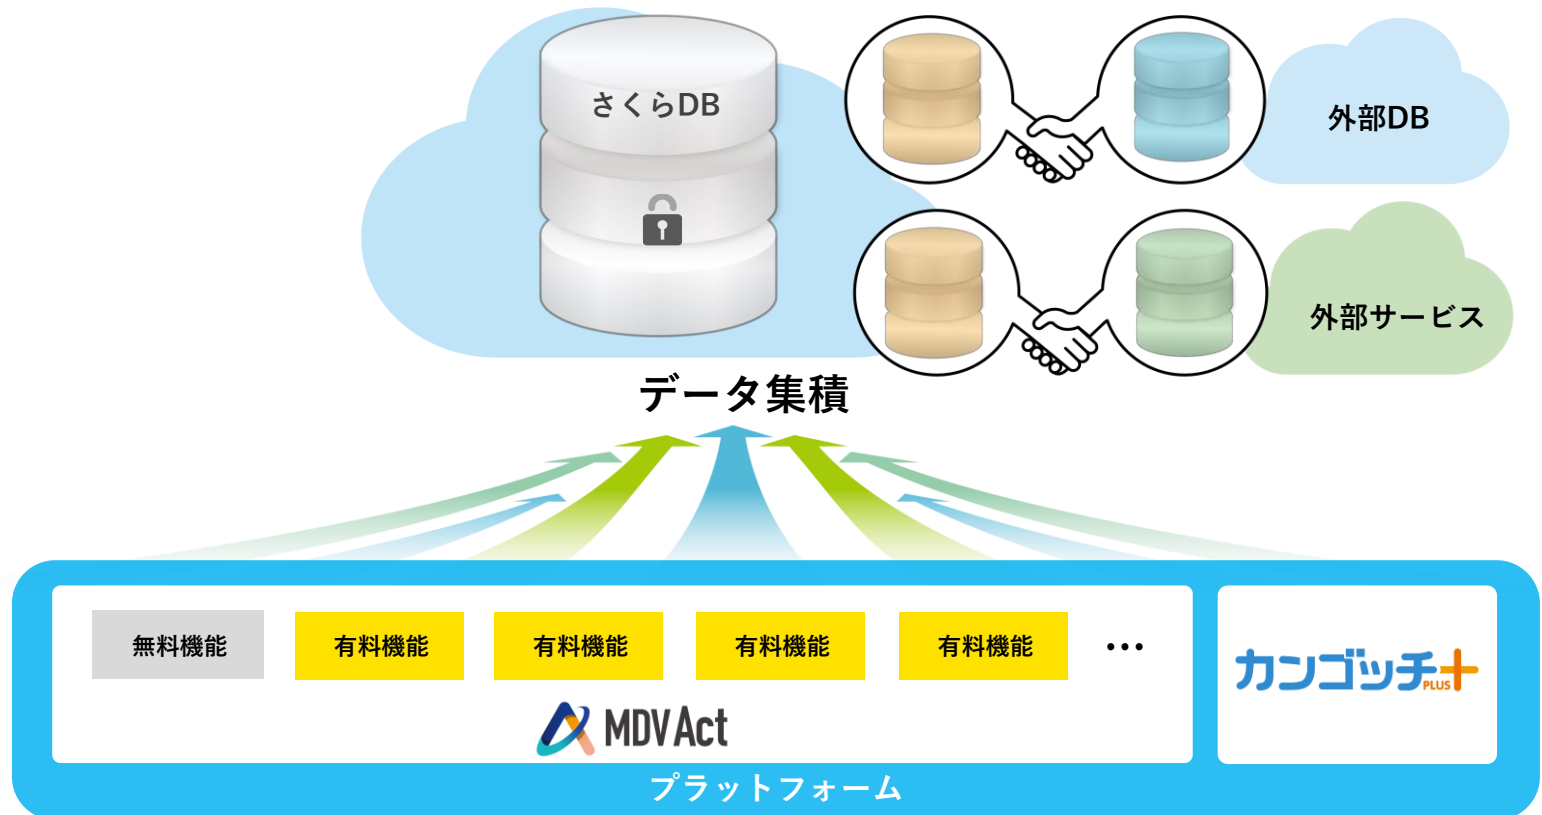 さくらDB
外部DB
外部サービス
データ集積
無料機能
有料機能
有料機能
有料機能
有料機能
…
MDV Act
カンゴッチ+
PLUS
プラットフォーム